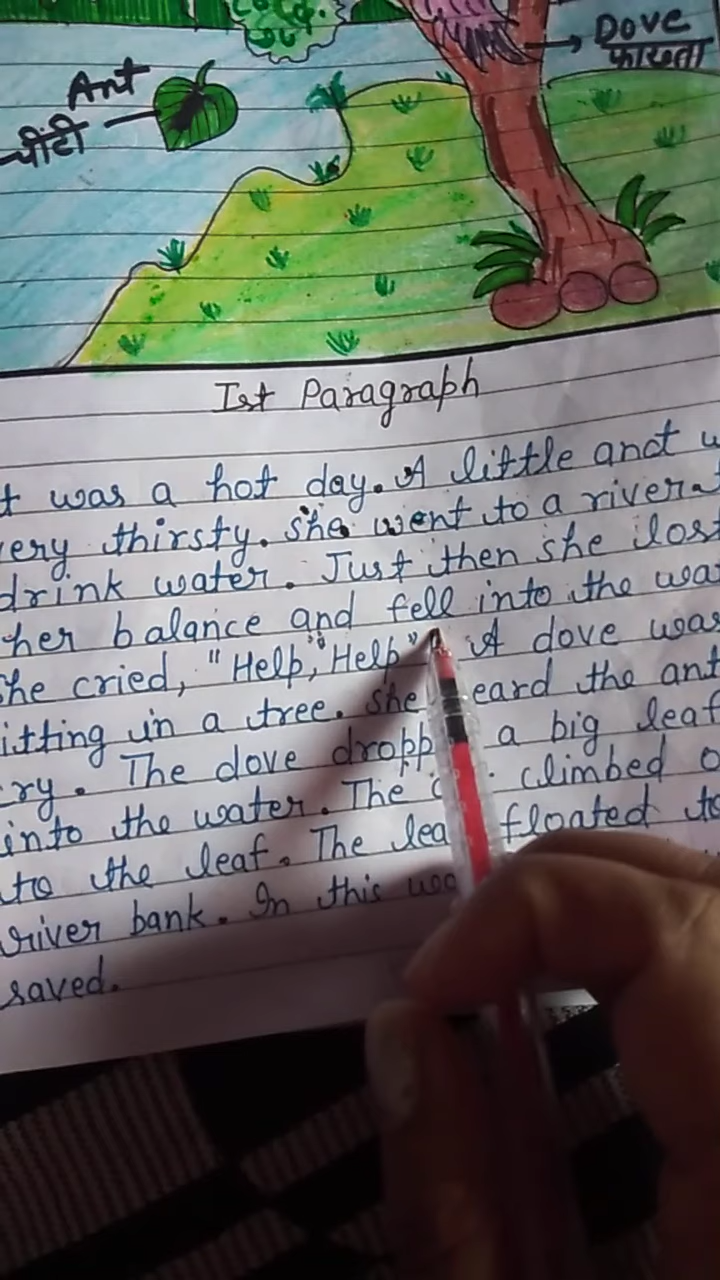 Dove
फाख्ता
Ant
चींटी
Ist Paragraph
t was a hot day. A little anct w
ery thirsty. She went to a river t
drink water. Just then she lost
her balance and fell into the wat
he cried, "Help, "Help" A dove was
itting in a tree. She heard the ant
ry. The dove dropp a big leaf
into the water. The climbed o
to the leaf. The lea floated to
river bank. In this
saved.